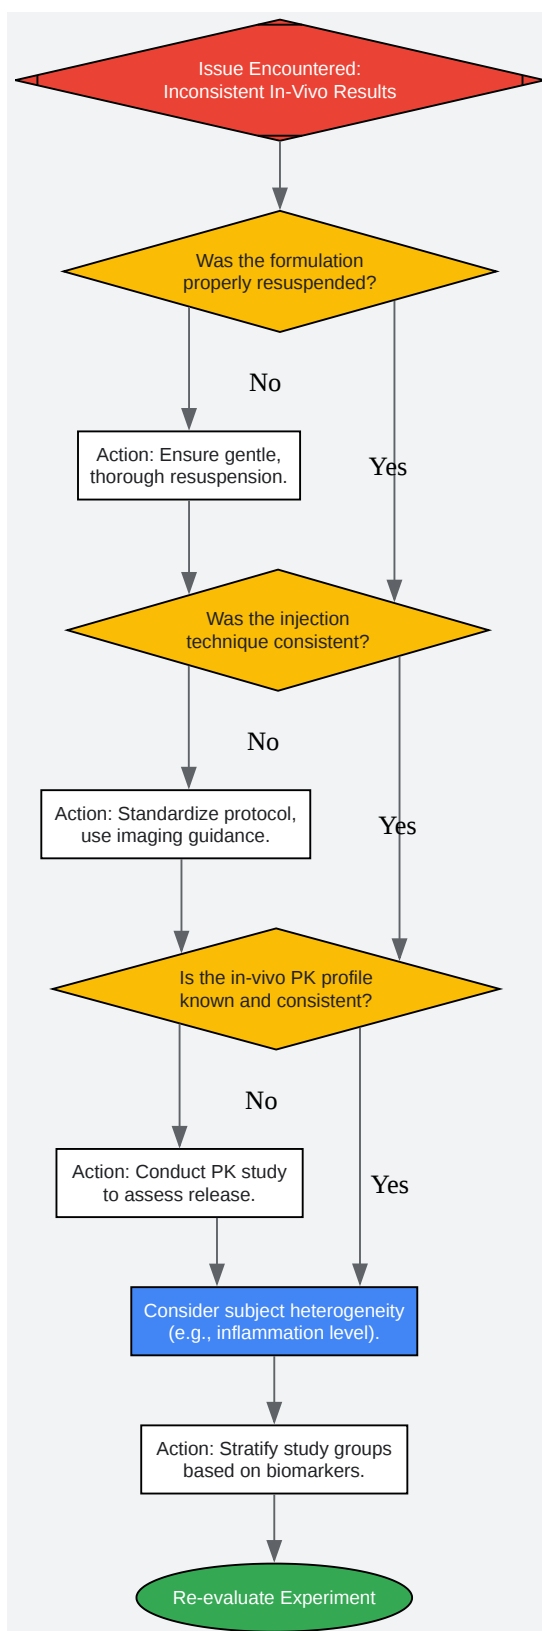 Issue Encountered:
Inconsistent In-Vivo Results
Was the formulation
properly resuspended?
No
Action: Ensure gentle,
thorough resuspension.
Yes
Was the injection
technique consistent?
No
Action: Standardize protocol,
use imaging guidance.
Yes
Is the in-vivo PK profile
known and consistent?
No
Action: Conduct PK study
to assess release.
Yes
Consider subject heterogeneity
(e.g., inflammation level).
Action: Stratify study groups
based on biomarkers.
Re-evaluate Experiment